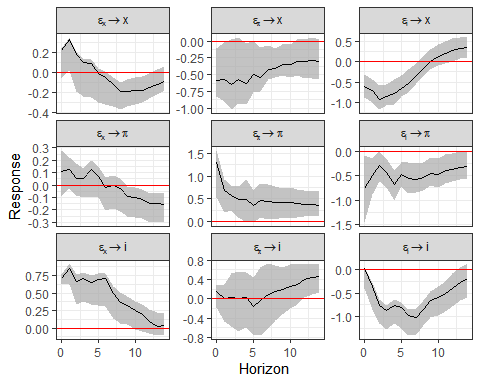 εₓ → x
επ → x
εᵢ → x
0.2
0.0
-0.2
-0.4
0.00
-0.25
-0.50
-0.75
-1.00
0.5
0.0
-0.5
-1.0
εₓ → π
επ → π
εᵢ → π
0.3
0.2
0.1
0.0
-0.1
-0.2
-0.3
1.5
1.0
0.5
0.0
0.0
-0.5
-1.0
-1.5
εₓ → i
επ → i
εᵢ → i
0.75
0.50
0.25
0.00
0.8
0.4
0.0
-0.4
-0.8
0.0
-0.5
-1.0
0 5 10
0 5 10
0 5 10
Response
Horizon